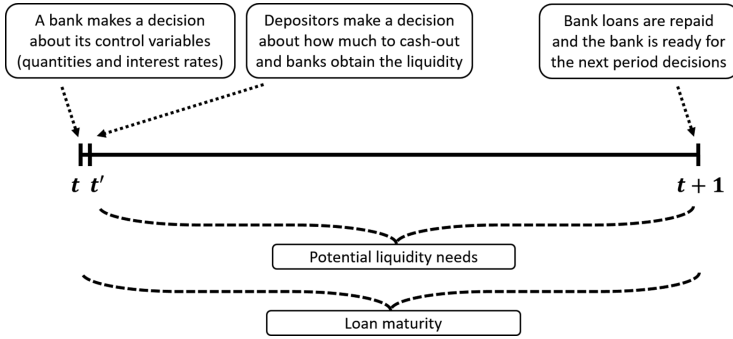 A bank makes a decision
about its control variables
(quantities and interest rates)
Depositors make a decision
about how much to cash-out
and banks obtain the liquidity
Bank loans are repaid
and the bank is ready for
the next period decisions
t t′ t + 1
Potential liquidity needs
Loan maturity